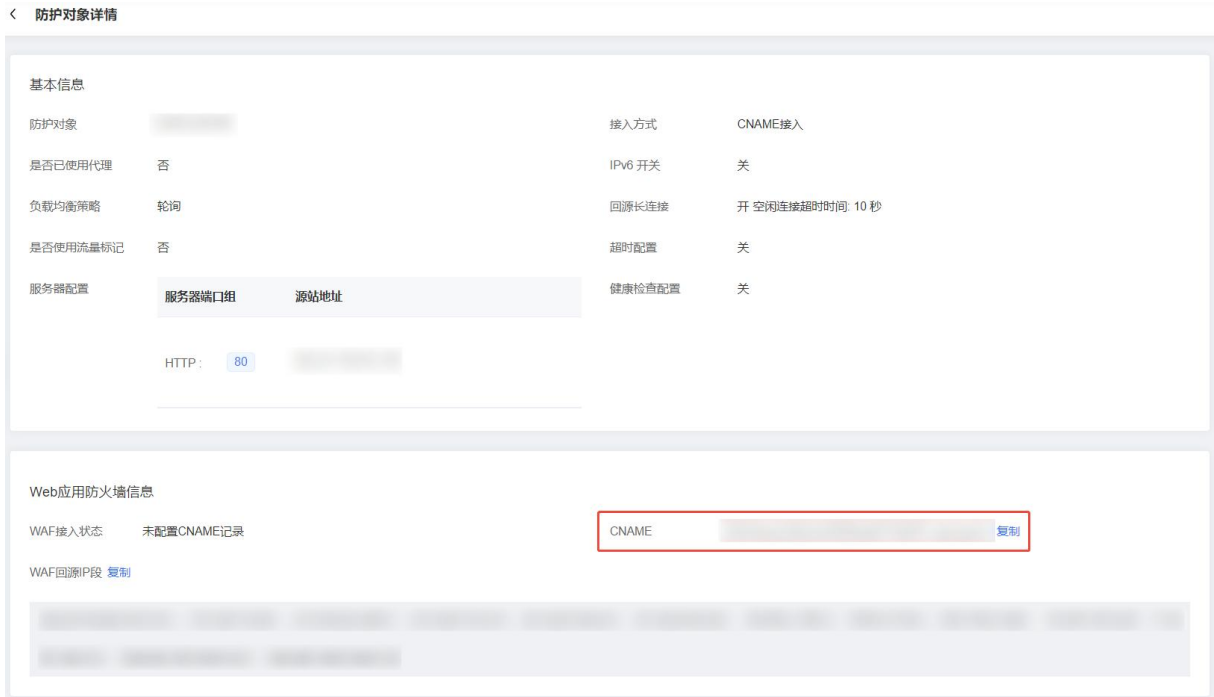 防护对象详情
基本信息
防护对象
接入方式 CNAME接入
是否已使用代理 否
IPv6 开关 关
负载均衡策略 轮询
回源长连接 开 空闲连接超时时间: 10 秒
是否使用流量标记 否
超时配置 关
服务器配置
服务器端口组 源站地址
健康检查配置 关
HTTP : 80
Web应用防火墙信息
WAF接入状态 未配置CNAME记录
CNAME 复制
WAF回源IP段 复制